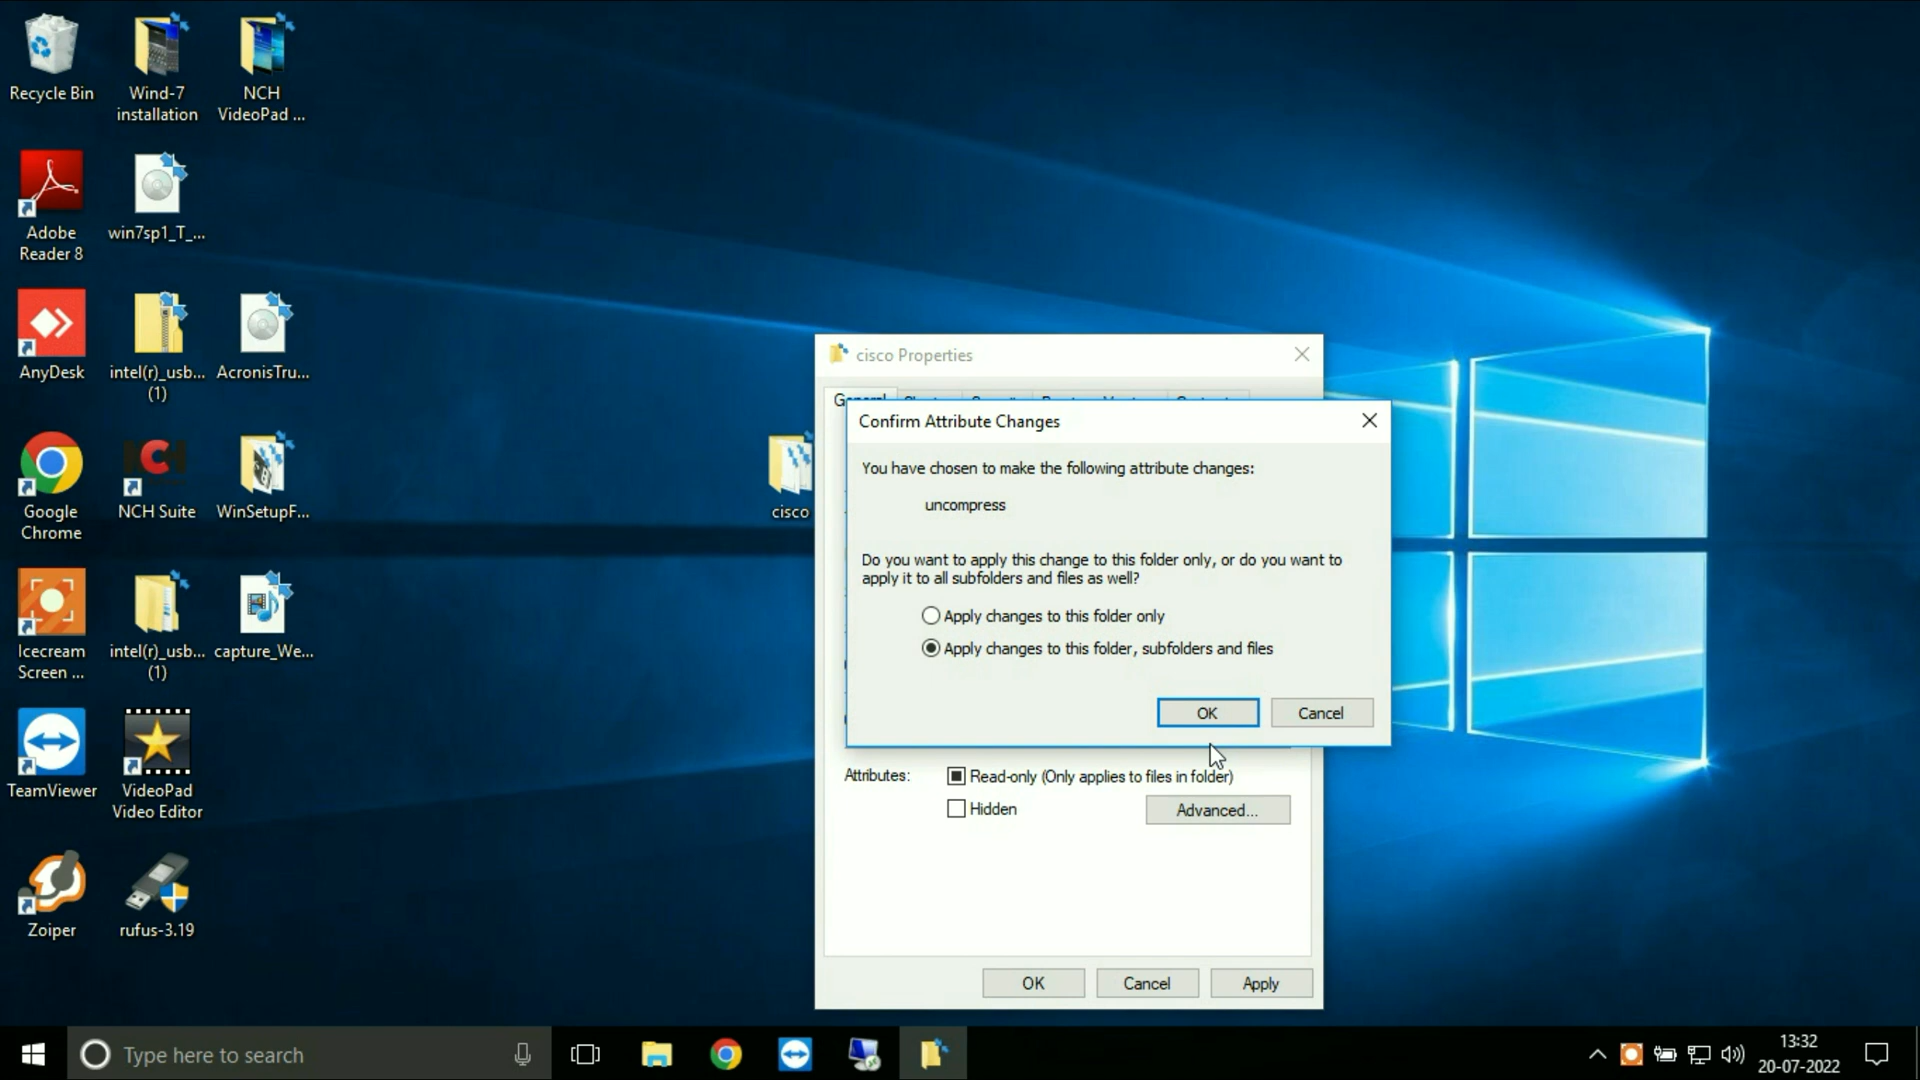 Recycle Bin
Wind-7
installation
NCH
VideoPad ...
Adobe
Reader 8
win7sp1_T_...
AnyDesk
intel(r)_usb...
(1)
AcronisTru...
Google
Chrome
NCH
NCH Suite
WinSetupF...
cisco
Icecream
Screen ...
intel(r)_usb...
(1)
capture_We...
TeamViewer
VideoPad
Video Editor
Zoiper
rufus-3.19
cisco Properties
General
Confirm Attribute Changes
You have chosen to make the following attribute changes:
uncompress
Do you want to apply this change to this folder only, or do you want to
apply it to all subfolders and files as well?
Apply changes to this folder only
Apply changes to this folder, subfolders and files
OK
Cancel
Attributes:
Read-only (Only applies to files in folder)
Hidden
Advanced...
OK
Cancel
Apply
Type here to search
13:32
20-07-2022